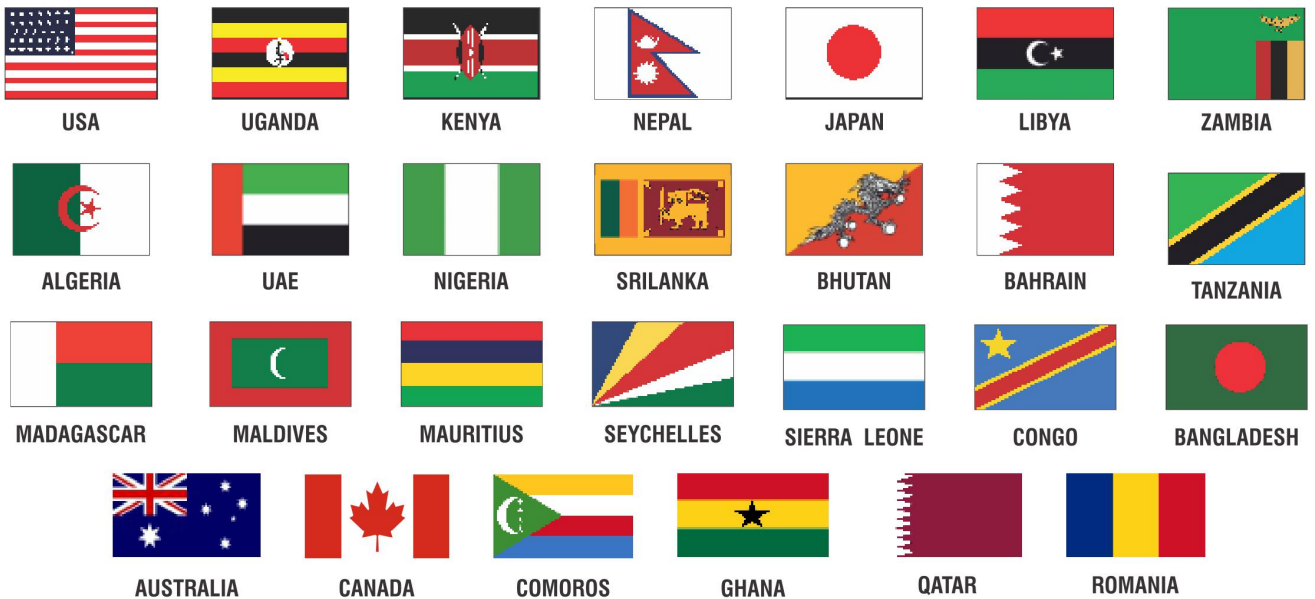 USA UGANDA KENYA NEPAL JAPAN LIBYA ZAMBIA
ALGERIA UAE NIGERIA SRILANKA BHUTAN BAHRAIN TANZANIA
MADAGASCAR MALDIVES MAURITIUS SEYCHELLES SIERRA LEONE CONGO BANGLADESH
AUSTRALIA CANADA COMOROS GHANA QATAR ROMANIA